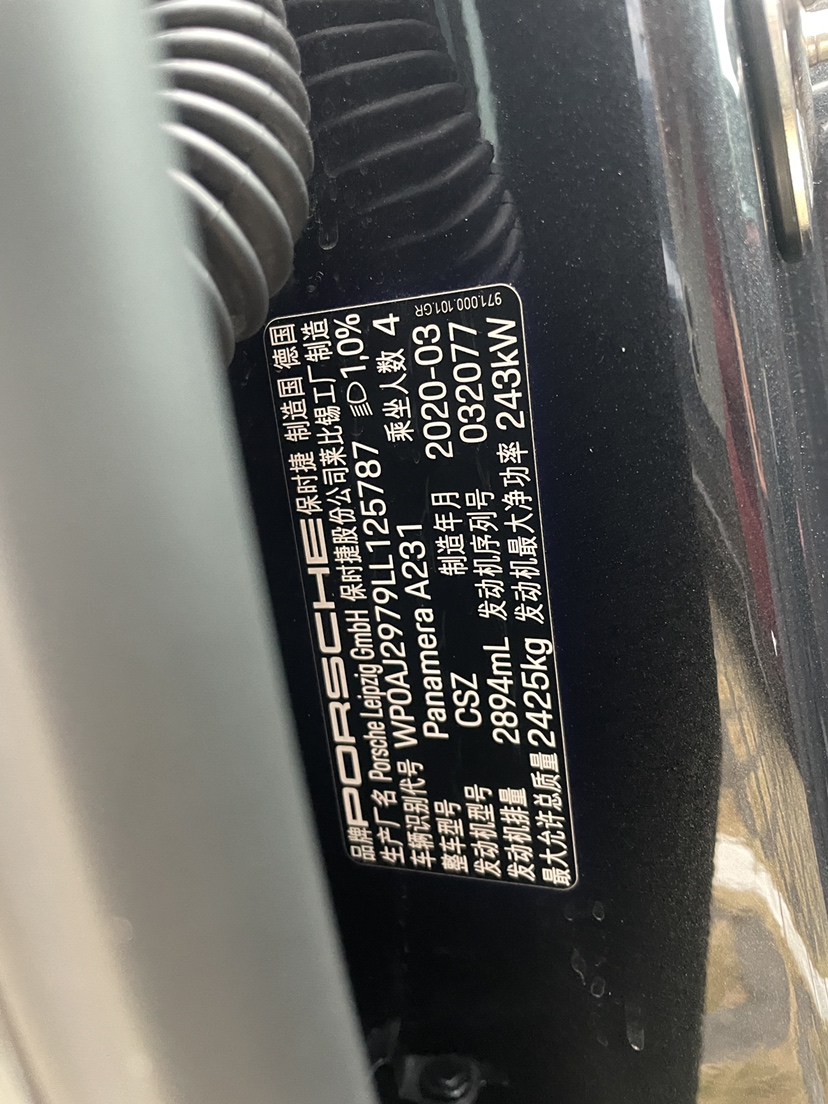 品牌 PORSCHE 保时捷 制造国 德国
生产厂名 Porsche Leipzig GmbH 保时捷股份公司莱比锡工厂制造
车辆识别代号 WP0AJ2979LL125787 1,0%
整车型号 Panamera A231 乘坐人数 4
发动机型号 CSZ 制造年月 2020-03
发动机排量 2894mL 发动机序列号 032077
最大允许总质量 2425kg 发动机最大净功率 243kW
971.000.101.GR